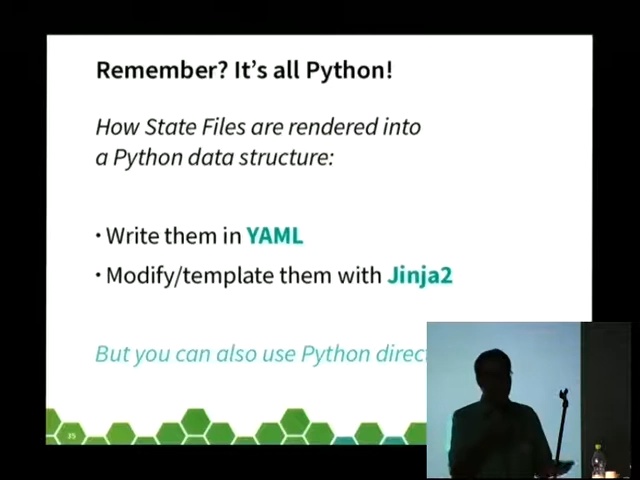 Remember? It's all Python!
How State Files are rendered into
a Python data structure:
• Write them in YAML
• Modify/template them with Jinja2
But you can also use Python direc
35